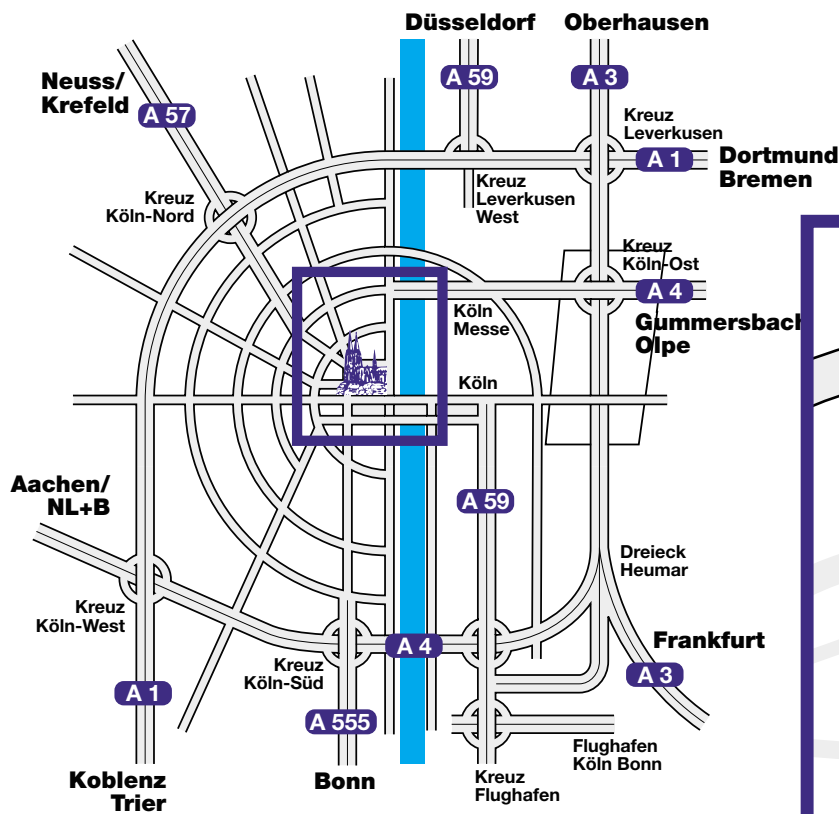 Düsseldorf
Oberhausen
Neuss/
Krefeld
A 57
A 59
A 3
Kreuz
Leverkusen
A 1
Dortmund
Bremen
Kreuz
Leverkusen
West
Kreuz
Köln-Nord
Kreuz
Köln-Ost
A 4
Gummersbach
Olpe
Köln
Messe
Köln
Aachen/
NL+B
A 59
Dreieck
Heumar
Kreuz
Köln-West
Kreuz
Köln-Süd
A 4
Frankfurt
A 3
A 1
A 555
Koblenz
Trier
Bonn
Kreuz
Flughafen
Flughafen
Köln Bonn